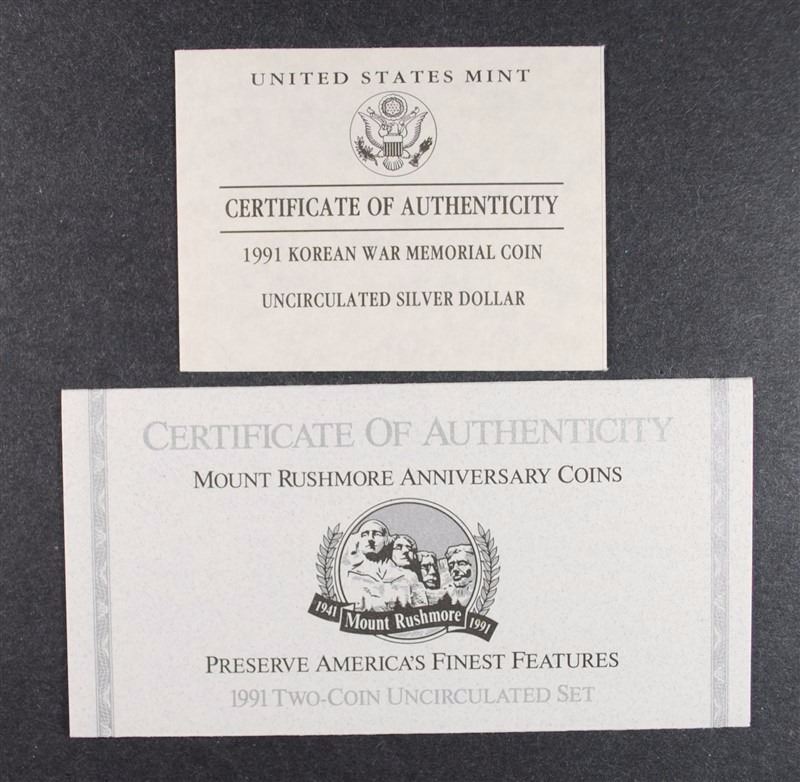 UNITED STATES MINT
CERTIFICATE OF AUTHENTICITY
1991 KOREAN WAR MEMORIAL COIN
UNCIRCULATED SILVER DOLLAR
CERTIFICATE OF AUTHENTICITY
MOUNT RUSHMORE ANNIVERSARY COINS
1941 Mount Rushmore 1991
PRESERVE AMERICA'S FINEST FEATURES
1991 TWO-COIN UNCIRCULATED SET